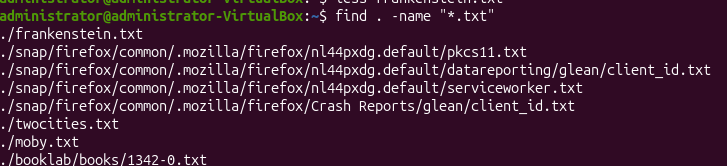 administrator@administrator-VirtualBox:~$ less frankenstein.txt
administrator@administrator-VirtualBox:~$ find . -name "*.txt"
./frankenstein.txt
./snap/firefox/common/.mozilla/firefox/nl44pxdg.default/pkcs11.txt
./snap/firefox/common/.mozilla/firefox/nl44pxdg.default/datareporting/glean/client_id.txt
./snap/firefox/common/.mozilla/firefox/nl44pxdg.default/serviceworker.txt
./snap/firefox/common/.mozilla/firefox/Crash Reports/glean/client_id.txt
./twocities.txt
./moby.txt
./booklab/books/1342-0.txt